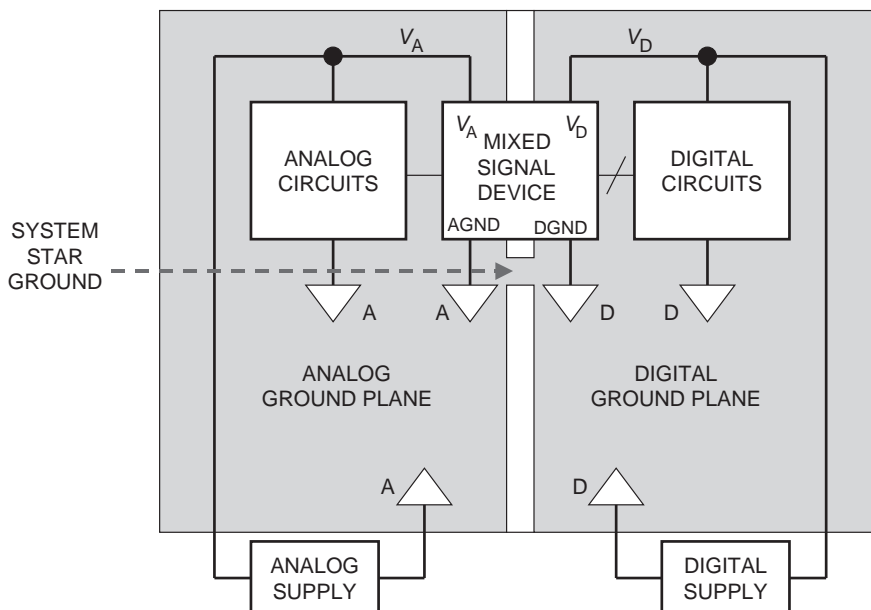 VA
VD
ANALOG
CIRCUITS
VA
VD
MIXED
SIGNAL
DEVICE
AGND
DGND
DIGITAL
CIRCUITS
SYSTEM
STAR
GROUND
A
A
D
D
ANALOG
GROUND PLANE
DIGITAL
GROUND PLANE
A
D
ANALOG
SUPPLY
DIGITAL
SUPPLY